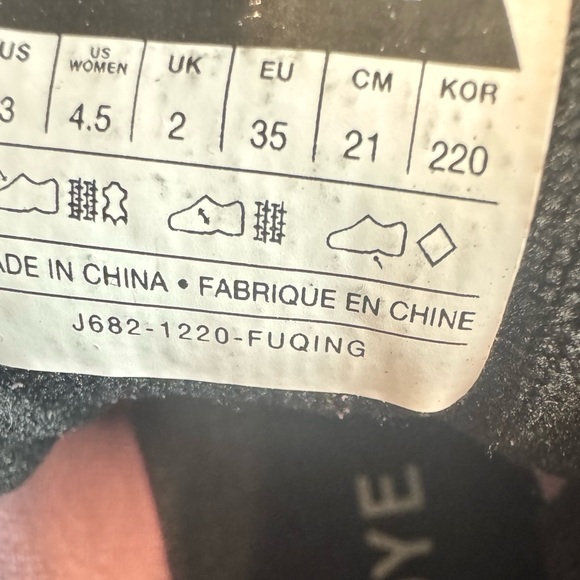 US US WOMEN UK EU CM KOR
3 4.5 2 35 21 220
MADE IN CHINA • FABRIQUE EN CHINE
J682-1220-FUQING
YE